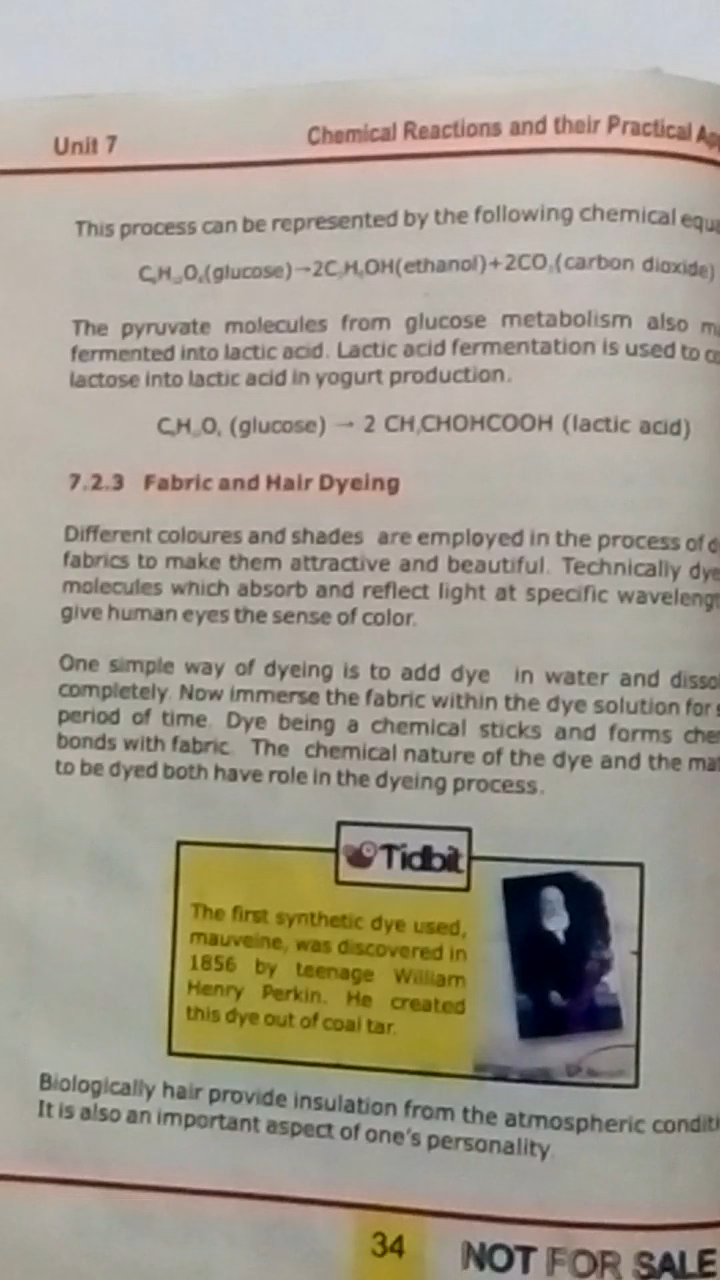 Unit 7
Chemical Reactions and their Practical
This process can be represented by the following chemical
C₆H₁₂O₆(glucose)→2C₂H₅OH(ethanol)+2CO₂(carbon dioxide)
The pyruvate molecules from glucose metabolism also
fermented into lactic acid. Lactic acid fermentation is used to
lactose into lactic acid in yogurt production.
C₆H₁₂O₆ (glucose) → 2 CH₃CHOHCOOH (lactic acid)
7.2.3 Fabric and Hair Dyeing
Different coloures and shades are employed in the process of
fabrics to make them attractive and beautiful. Technically
molecules which absorb and reflect light at specific
give human eyes the sense of color.
One simple way of dyeing is to add dye in water and
completely. Now immerse the fabric within the dye solution for
period of time. Dye being a chemical sticks and forms
bonds with fabric. The chemical nature of the dye and the
to be dyed both have role in the dyeing process.
Tidbit
The first synthetic dye used,
mauveine, was discovered in
1856 by teenage William
Henry Perkin. He created
this dye out of coal tar.
Biologically hair provide insulation from the atmospheric
It is also an important aspect of one's personality.
34
NOT FOR SALE